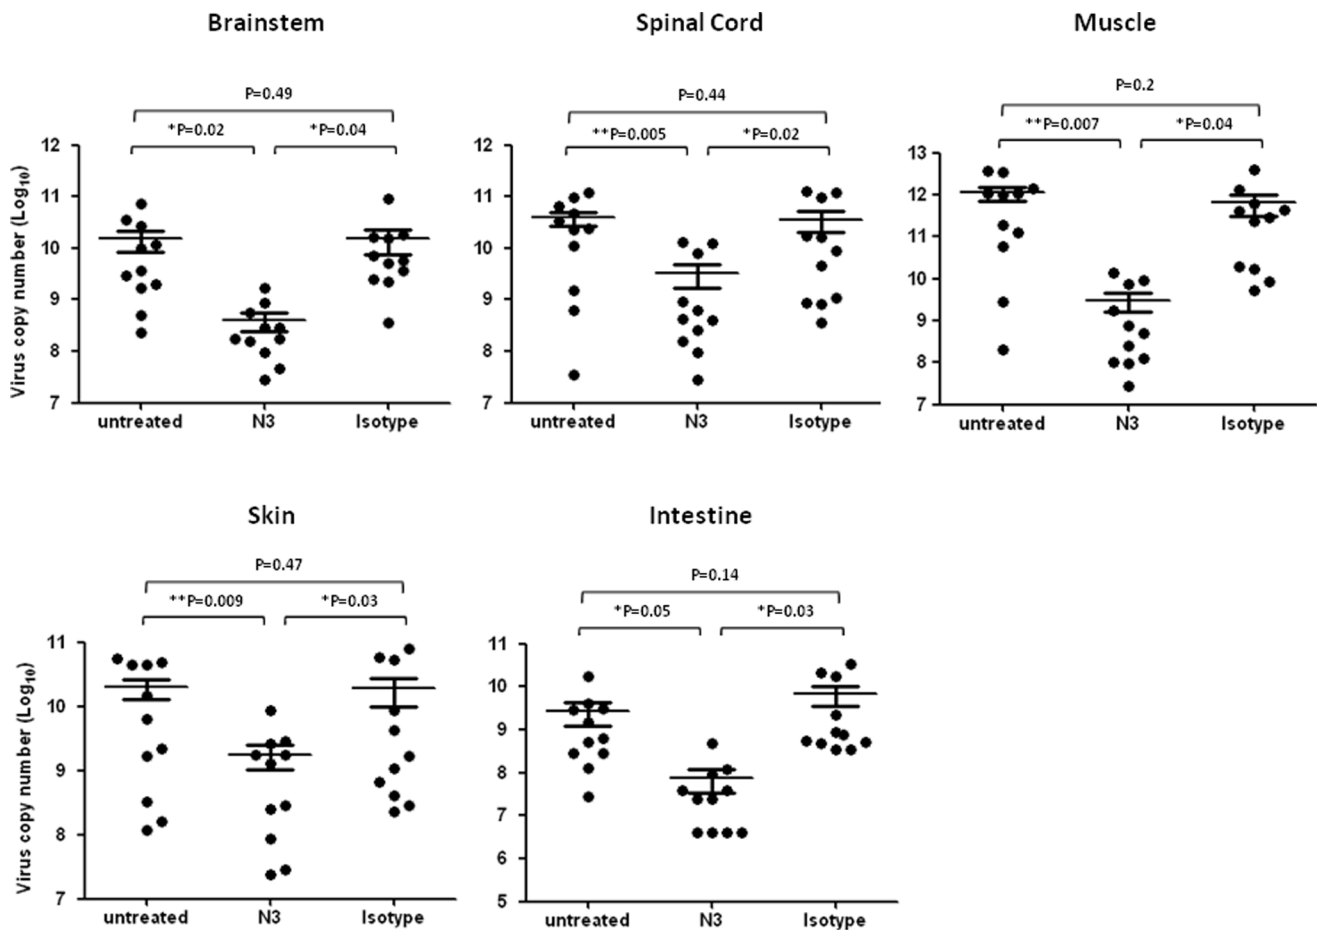 Brainstem
Spinal Cord
Muscle
P=0.49
*P=0.02
*P=0.04
P=0.44
**P=0.005
*P=0.02
P=0.2
**P=0.007
*P=0.04
Virus copy number (Log10)
12
11
10
9
8
7
untreated
N3
Isotype
12
11
10
9
8
7
untreated
N3
Isotype
13
12
11
10
9
8
7
untreated
N3
Isotype
Skin
Intestine
P=0.47
**P=0.009
*P=0.03
P=0.14
*P=0.05
*P=0.03
Virus copy number (Log10)
11
10
9
8
7
untreated
N3
Isotype
11
10
9
8
7
6
5
untreated
N3
Isotype